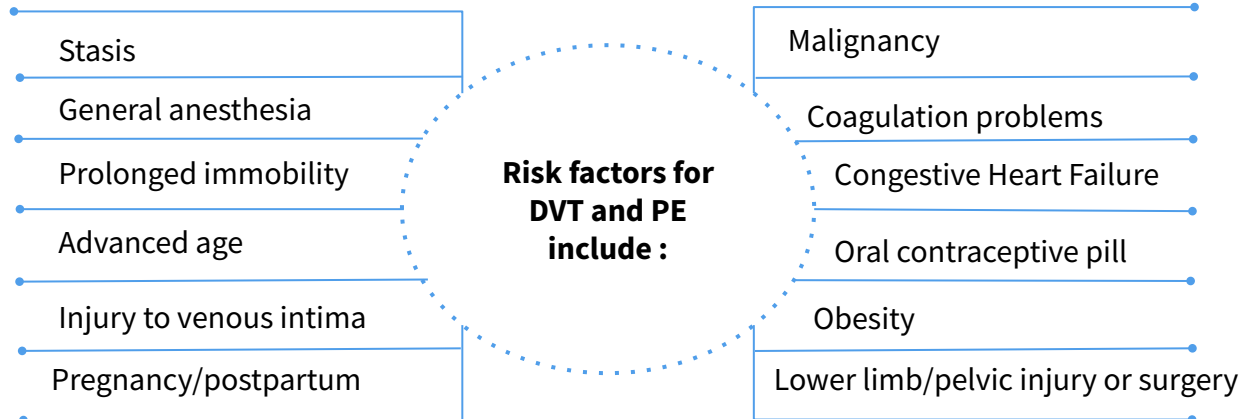 Stasis
General anesthesia
Prolonged immobility
Advanced age
Injury to venous intima
Pregnancy/postpartum
Risk factors for
DVT and PE
include :
Malignancy
Coagulation problems
Congestive Heart Failure
Oral contraceptive pill
Obesity
Lower limb/pelvic injury or surgery